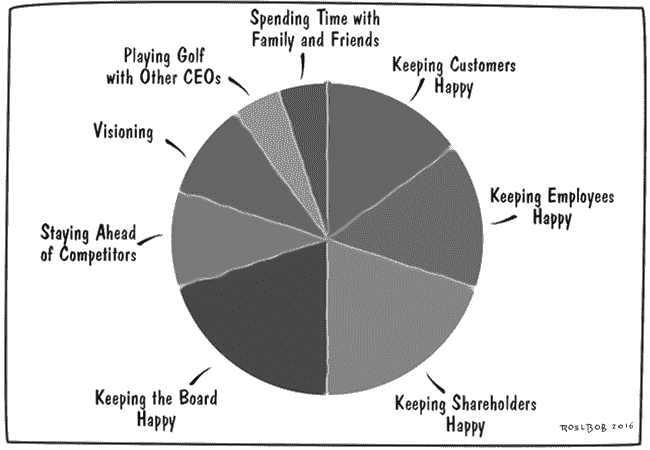 Spending Time with
Family and Friends
Keeping Customers
Happy
Keeping Employees
Happy
Keeping Shareholders
Happy
Keeping the Board
Happy
Staying Ahead
of Competitors
Visioning
Playing Golf
with Other CEOs
2016